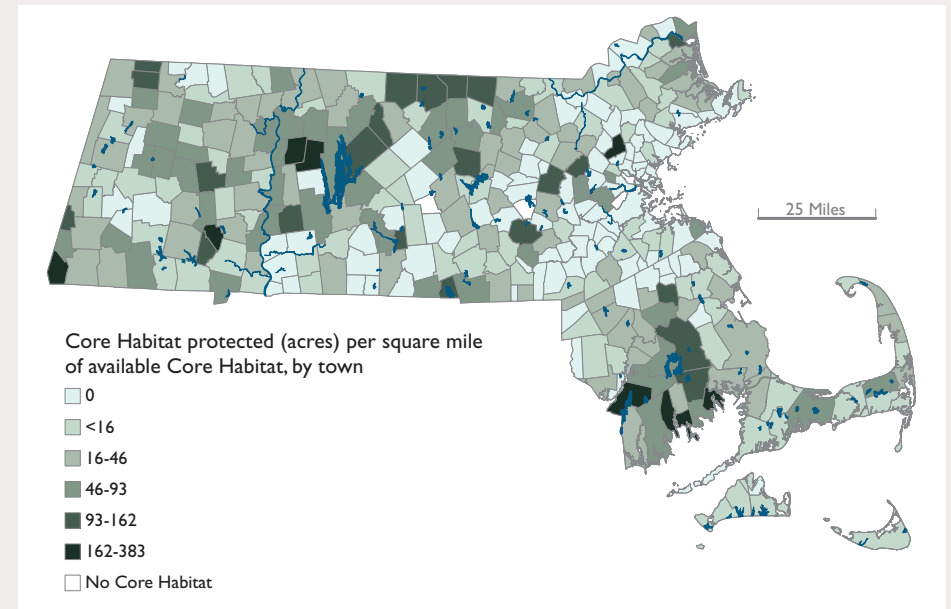 25 Miles
Core Habitat protected (acres) per square mile
of available Core Habitat, by town
0
<16
16-46
46-93
93-162
162-383
No Core Habitat